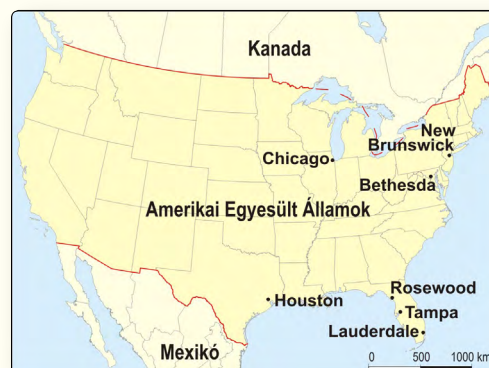 Kanada
New
Brunswick
Chicago
Bethesda
Amerikai Egyesült Államok
Rosewood
Houston
Tampa
Lauderdale
Mexikó
0 500 1000 km